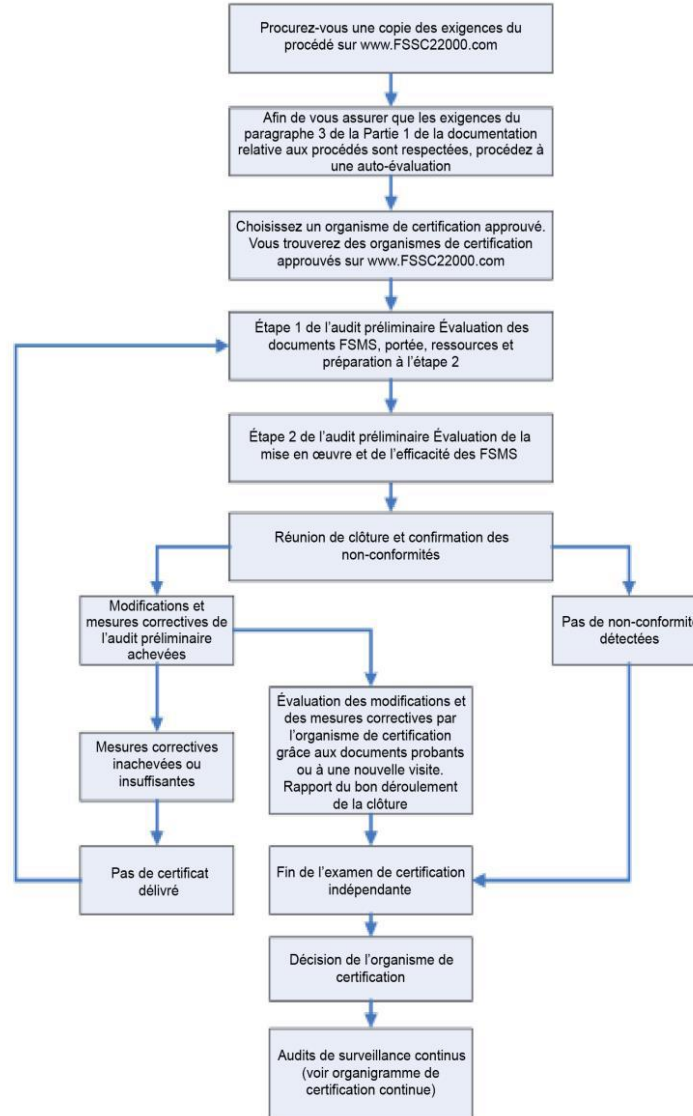 Procurez-vous une copie des exigences du
procédé sur www.FSSC22000.com
Afin de vous assurer que les exigences du
paragraphe 3 de la Partie 1 de la documentation
relative aux procédés sont respectées, procédez à
une auto-évaluation
Choisissez un organisme de certification approuvé.
Vous trouverez des organismes de certification
approuvés sur www.FSSC22000.com
Étape 1 de l'audit préliminaire Évaluation des
documents FSMS, portée, ressources et
préparation à l'étape 2
Étape 2 de l'audit préliminaire Évaluation de la
mise en œuvre et de l'efficacité des FSMS
Réunion de clôture et confirmation des
non-conformités
Modifications et
mesures correctives de
l'audit préliminaire
achevées
Pas de non-conformité
détectées
Évaluation des modifications et
des mesures correctives par
l'organisme de certification
grâce aux documents probants
ou à une nouvelle visite.
Rapport du bon déroulement
de la clôture
Mesures correctives
inachevées ou
insuffisantes
Pas de certificat
délivré
Fin de l'examen de certification
indépendante
Décision de l'organisme de
certification
Audits de surveillance continus
(voir organigramme de
certification continue)